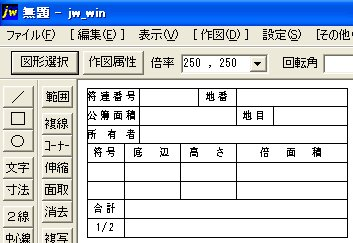 無題 - jw_win
ファイル(F) [ 編集(E) ] 表示(V) [ 作図(D) ] 設定(S) [その他
図形選択 作図属性 倍率 250 , 250 回転角
／ 範囲
□ 複線
○ コーナー
文字 伸縮
寸法 面取
２線 消去
中心線 複写
符連番号 地番
公簿面積 地目
所有者
符号 底辺 高さ 倍面積
合計
1/2